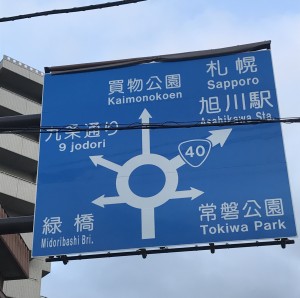 買物公園
Kaimonokoen
札幌
Sapporo
旭川駅
Asahikawa Sta.
九条通り
9 jodori
40
緑橋
Midoribashi Bri.
常磐公園
Tokiwa Park